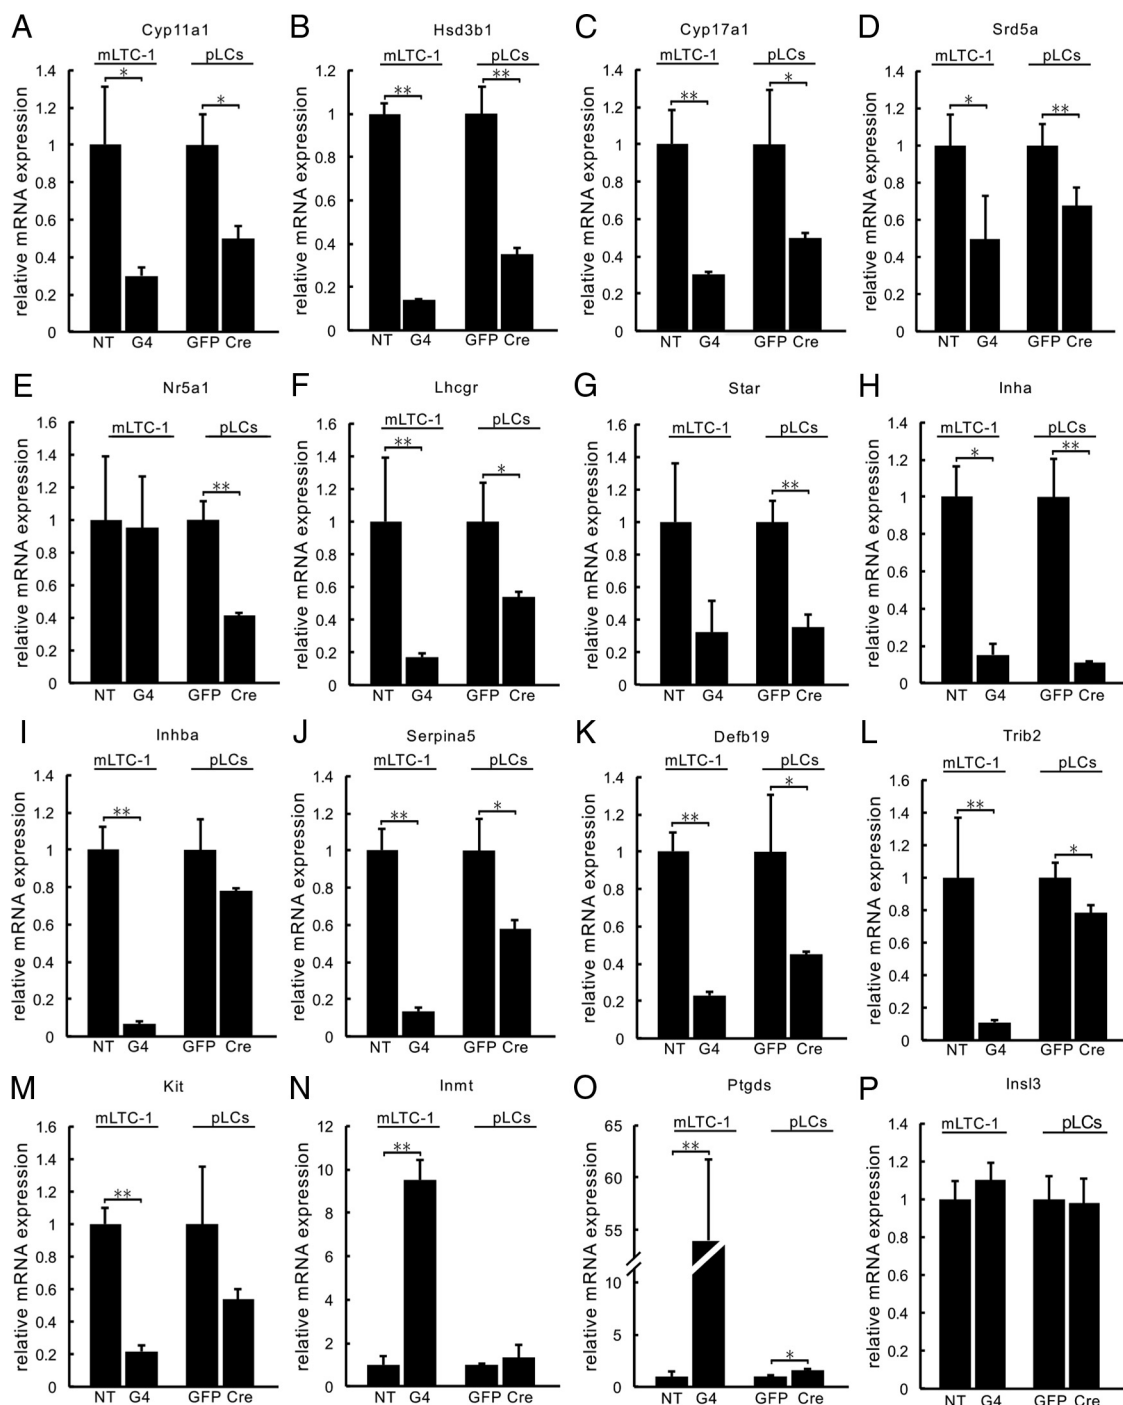 A Cyp11a1
mLTC-1 pLCs
relative mRNA expression
1.4
1.2
1
0.8
0.6
0.4
0.2
0
* *
NT G4 GFP Cre
B Hsd3b1
mLTC-1 pLCs
relative mRNA expression
1.2
1
0.8
0.6
0.4
0.2
0
** **
NT G4 GFP Cre
C Cyp17a1
mLTC-1 pLCs
relative mRNA expression
1.4
1.2
1
0.8
0.6
0.4
0.2
0
** *
NT G4 GFP Cre
D Srd5a
mLTC-1 pLCs
relative mRNA expression
1.4
1.2
1
0.8
0.6
0.4
0.2
0
* **
NT G4 GFP Cre
E Nr5a1
mLTC-1 pLCs
relative mRNA expression
1.6
1.4
1.2
1
0.8
0.6
0.4
0.2
0
**
NT G4 GFP Cre
F Lhcgr
mLTC-1 pLCs
relative mRNA expression
1.6
1.4
1.2
1
0.8
0.6
0.4
0.2
0
** *
NT G4 GFP Cre
G Star
mLTC-1 pLCs
relative mRNA expression
1.6
1.4
1.2
1
0.8
0.6
0.4
0.2
0
**
NT G4 GFP Cre
H Inha
mLTC-1 pLCs
relative mRNA expression
1.4
1.2
1
0.8
0.6
0.4
0.2
0
* **
NT G4 GFP Cre
I Inhba
mLTC-1 pLCs
relative mRNA expression
1.4
1.2
1
0.8
0.6
0.4
0.2
0
**
NT G4 GFP Cre
J Serpina5
mLTC-1 pLCs
relative mRNA expression
1.4
1.2
1
0.8
0.6
0.4
0.2
0
** *
NT G4 GFP Cre
K Defb19
mLTC-1 pLCs
relative mRNA expression
1.4
1.2
1
0.8
0.6
0.4
0.2
0
** *
NT G4 GFP Cre
L Trib2
mLTC-1 pLCs
relative mRNA expression
1.6
1.4
1.2
1
0.8
0.6
0.4
0.2
0
** *
NT G4 GFP Cre
M Kit
mLTC-1 pLCs
relative mRNA expression
1.6
1.4
1.2
1
0.8
0.6
0.4
0.2
0
**
NT G4 GFP Cre
N Inmt
mLTC-1 pLCs
relative mRNA expression
12
10
8
6
4
2
0
**
NT G4 GFP Cre
O Ptgds
mLTC-1 pLCs
relative mRNA expression
65
60
55
10
5
0
** *
NT G4 GFP Cre
P Insl3
mLTC-1 pLCs
relative mRNA expression
1.4
1.2
1
0.8
0.6
0.4
0.2
0
NT G4 GFP Cre